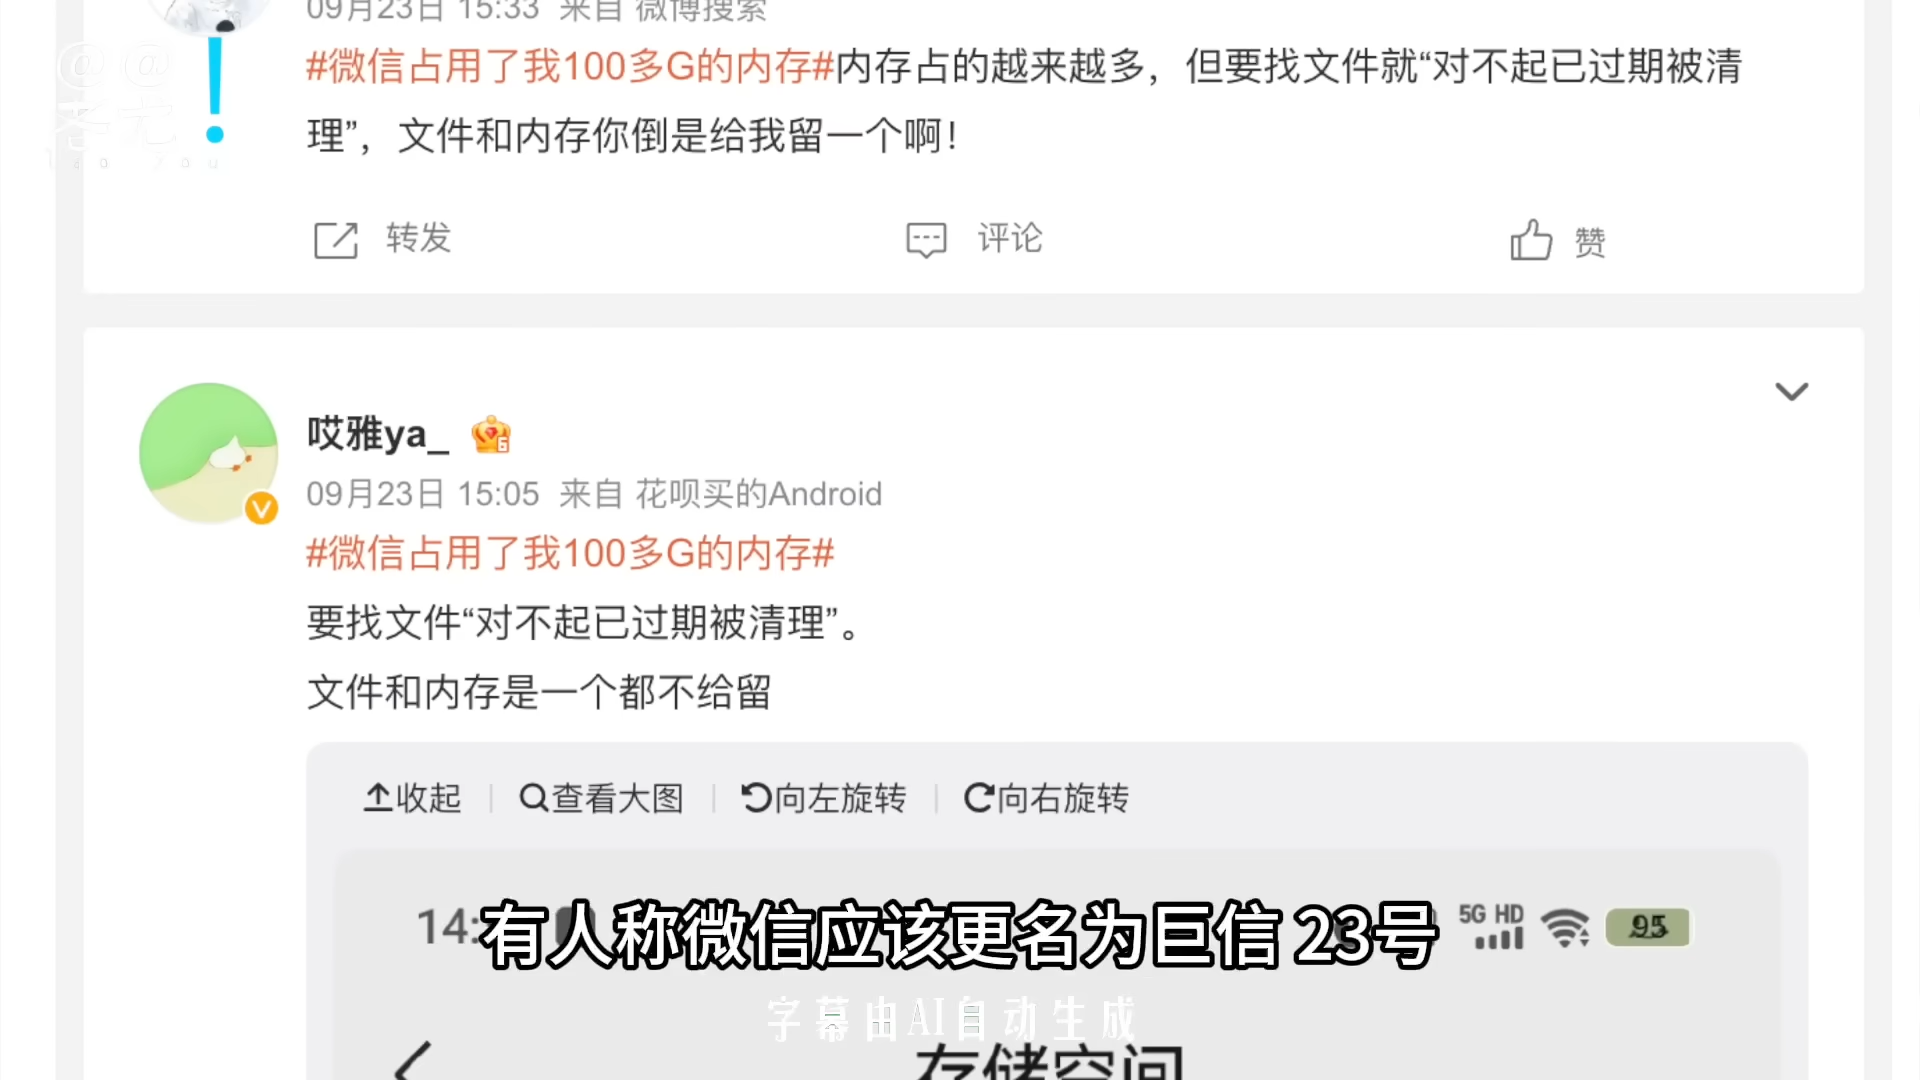 09月23日 15:33 来自 微博搜索
#微信占用了我100多G的内存#内存占的越来越多，但要找文件就“对不起已过期被清
理”，文件和内存你倒是给我留一个啊！
转发 评论 赞
哎雅ya_
09月23日 15:05 来自 花呗买的Android
#微信占用了我100多G的内存#
要找文件“对不起已过期被清理”。
文件和内存是一个都不给留
收起 查看大图 向左旋转 向右旋转
14: 5G HD 95
有人称微信应该更名为巨信 23号
字幕由AI自动生成
存储空间